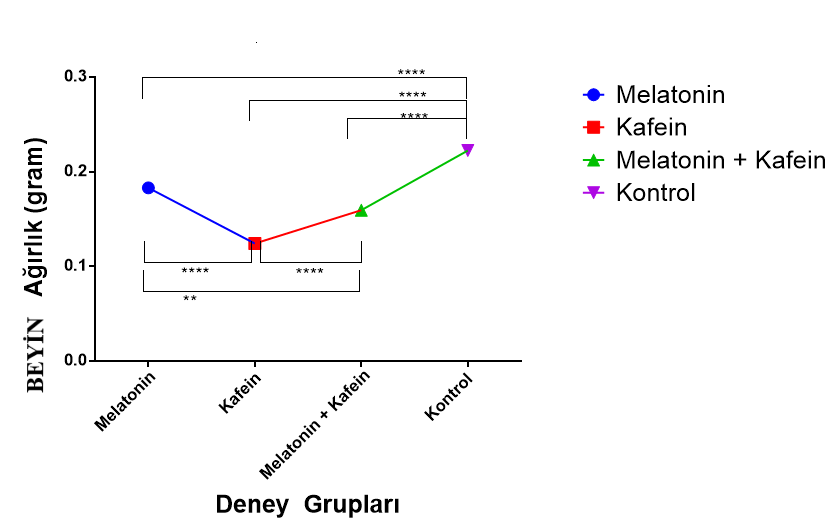 0.3
0.2
0.1
0.0
BEYİN Ağırlık (gram)
****
****
****
****
****
**
Melatonin
Kafein
Melatonin + Kafein
Kontrol
Deney Grupları
Melatonin
Kafein
Melatonin + Kafein
Kontrol